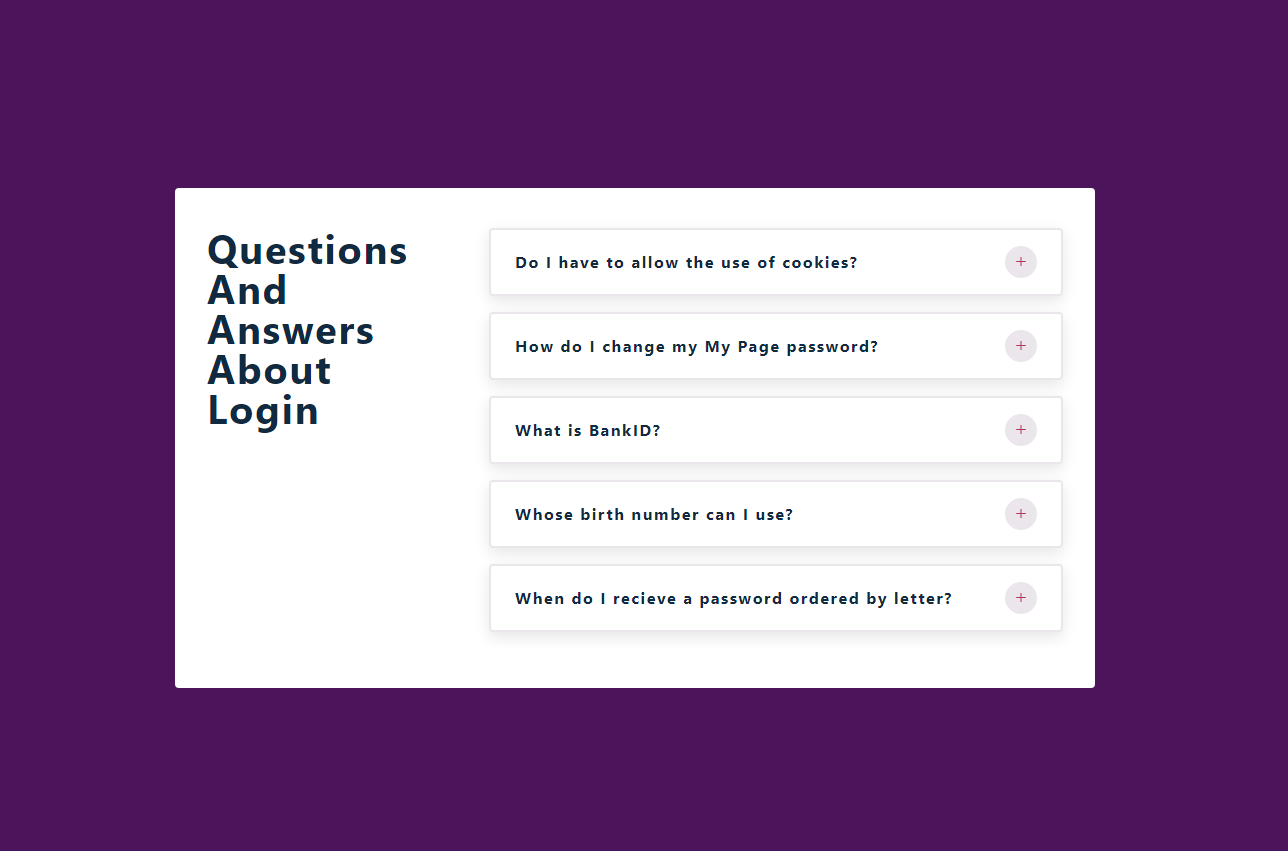 Questions
And
Answers
About
Login
Do I have to allow the use of cookies?
How do I change my My Page password?
What is BankID?
Whose birth number can I use?
When do I recieve a password ordered by letter?